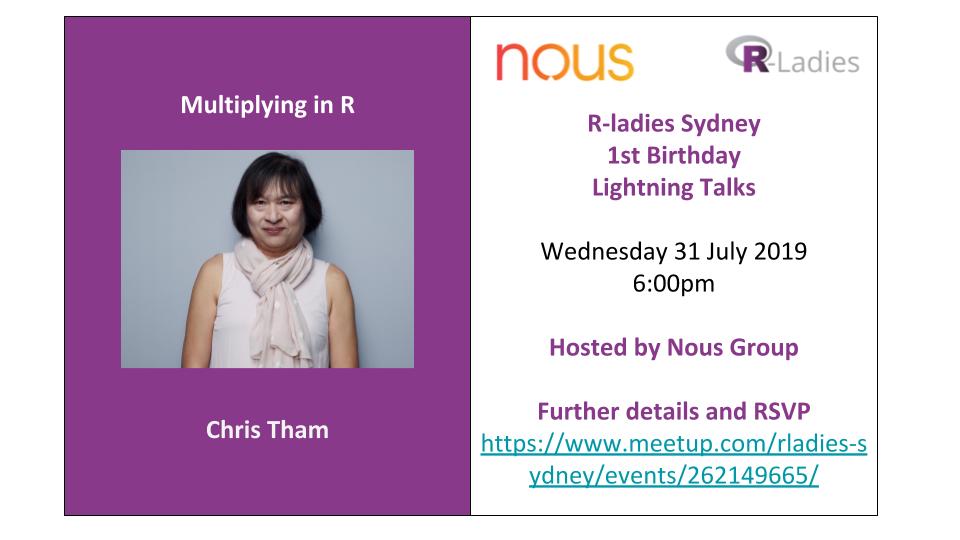 Multiplying in R
Chris Tham
nous
R-Ladies
R-ladies Sydney
1st Birthday
Lightning Talks
Wednesday 31 July 2019
6:00pm
Hosted by Nous Group
Further details and RSVP
https://www.meetup.com/rladies-s
ydney/events/262149665/